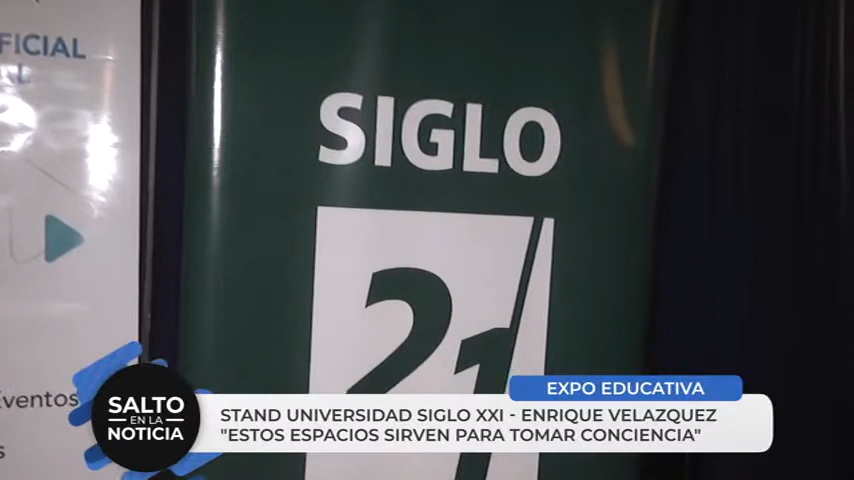 FICIAL
L
SIGLO
21
Eventos
s
EXPO EDUCATIVA
SALTO
EN LA
NOTICIA
STAND UNIVERSIDAD SIGLO XXI - ENRIQUE VELAZQUEZ
"ESTOS ESPACIOS SIRVEN PARA TOMAR CONCIENCIA"